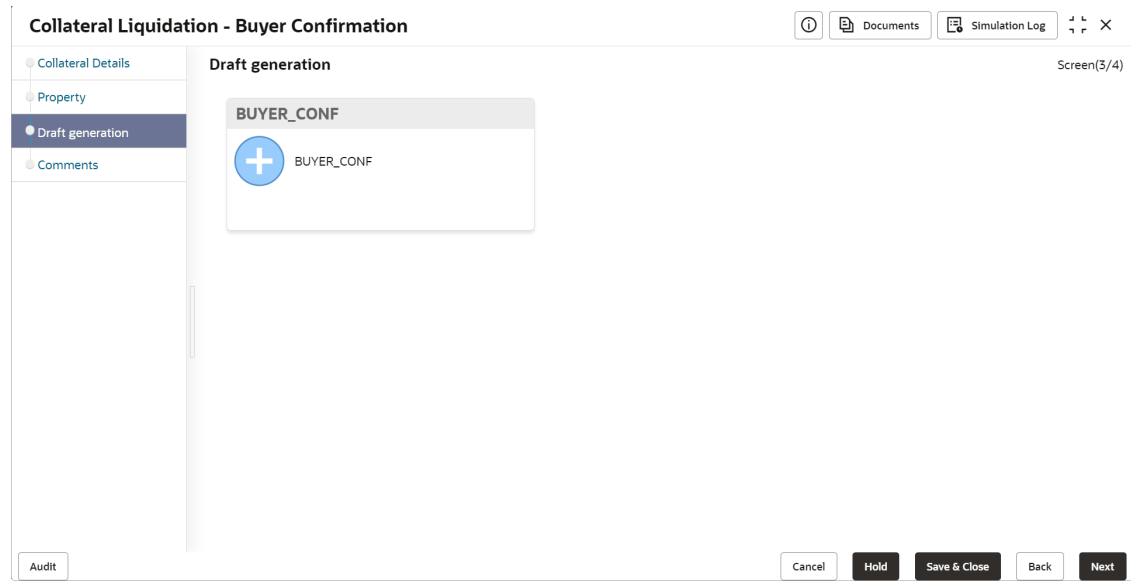 Collateral Liquidation - Buyer Confirmation
Documents
Simulation Log
Collateral Details
Property
Draft generation
Comments
Draft generation
Screen(3/4)
BUYER_CONF
BUYER_CONF
Audit
Cancel
Hold
Save & Close
Back
Next